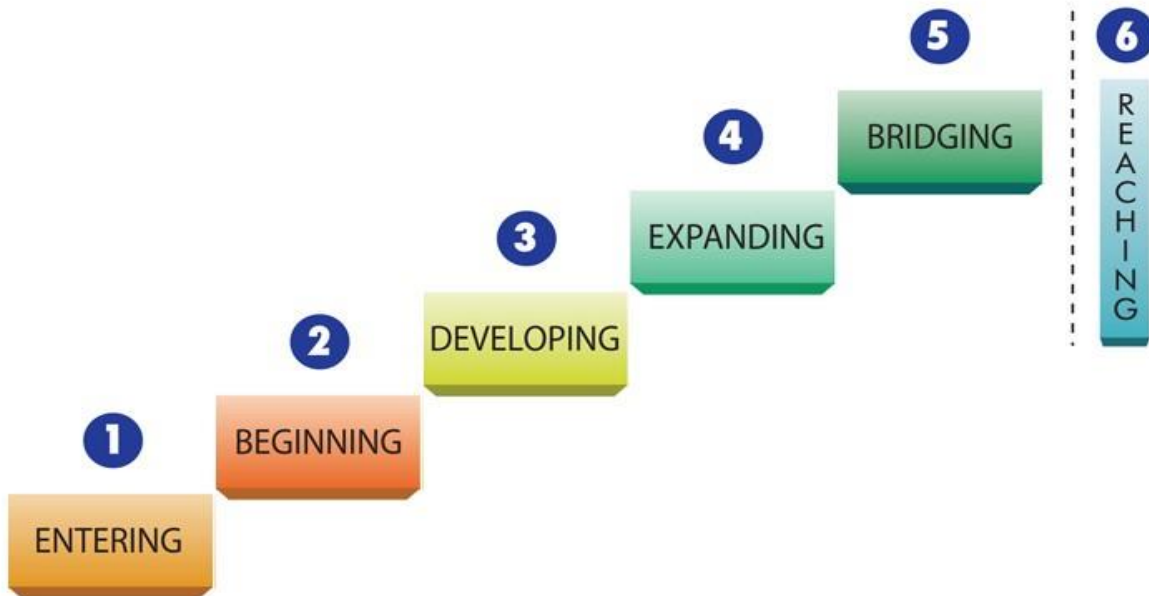 1
ENTERING
2
BEGINNING
3
DEVELOPING
4
EXPANDING
5
BRIDGING
6
REACHING